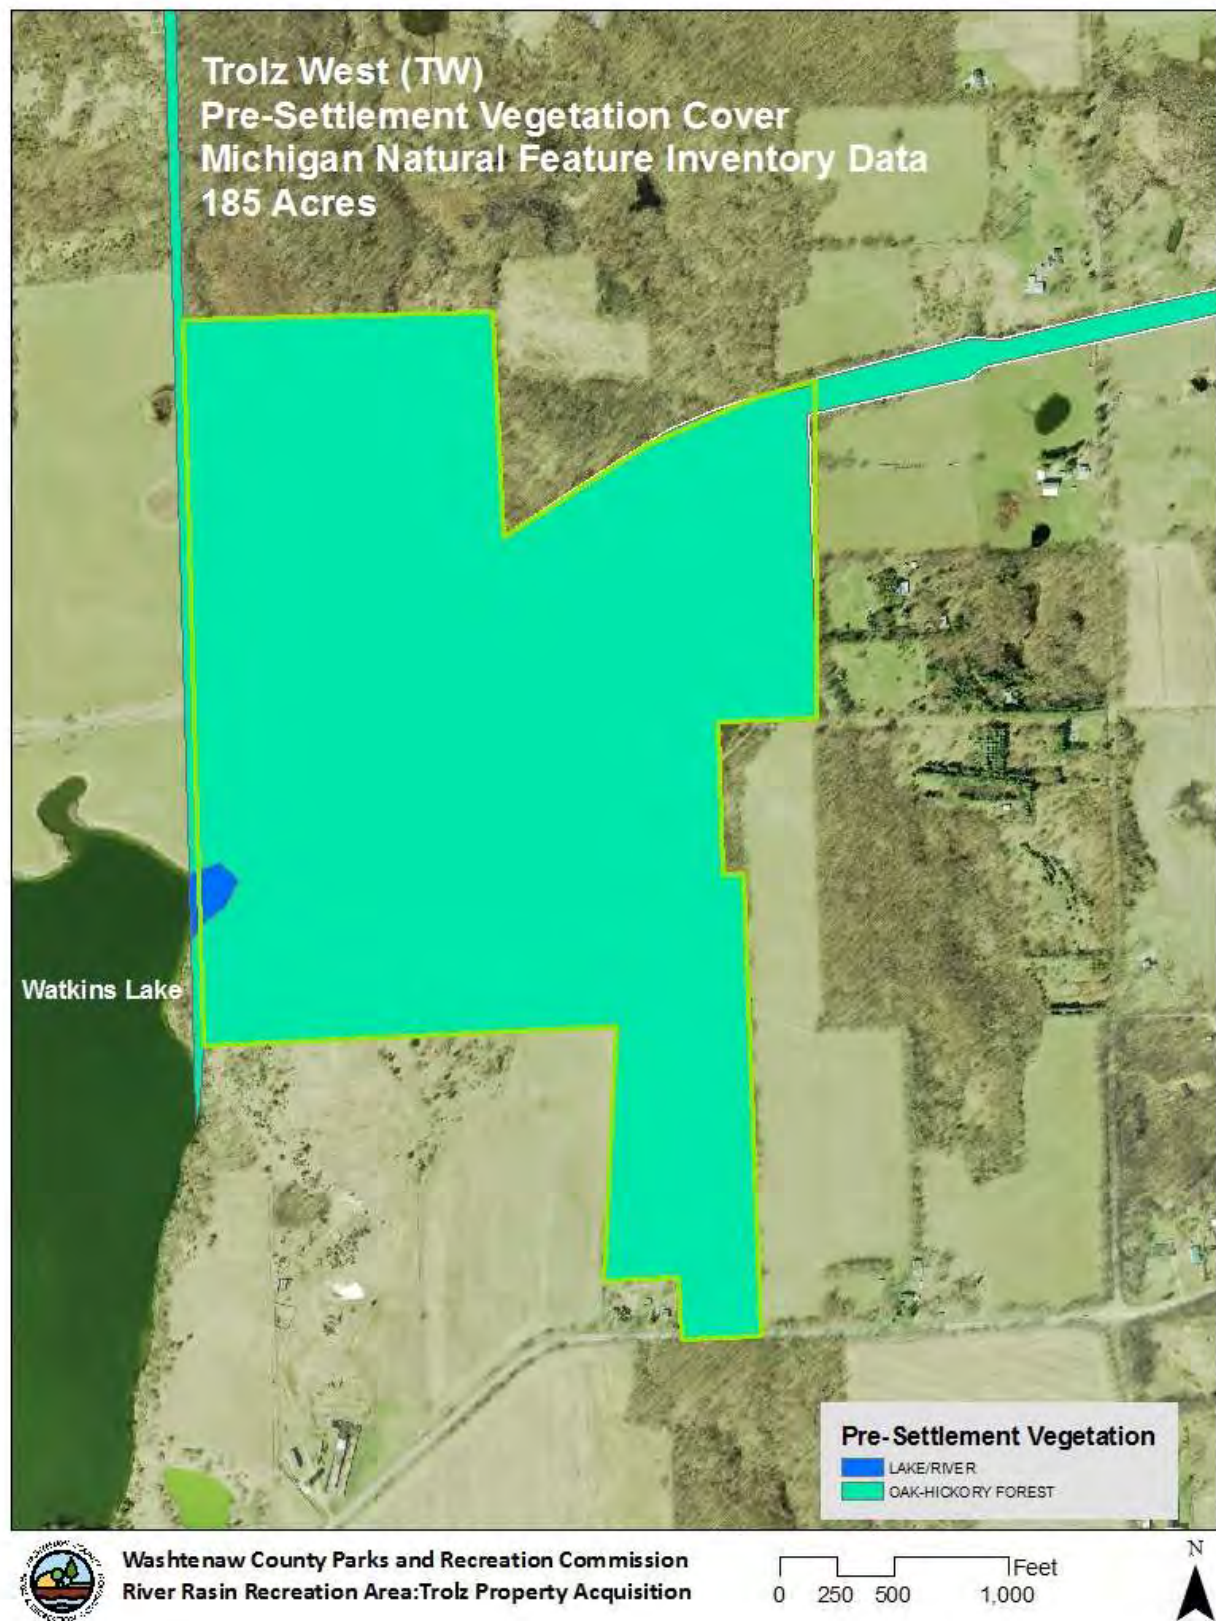 Trolz West (TW)
Pre-Settlement Vegetation Cover
Michigan Natural Feature Inventory Data
185 Acres
Watkins Lake
Pre-Settlement Vegetation
LAKE/RIVER
OAK-HICKORY FOREST
Washtenaw County Parks and Recreation Commission
River Rasin Recreation Area:Trolz Property Acquisition
Feet
0 250 500 1,000
N